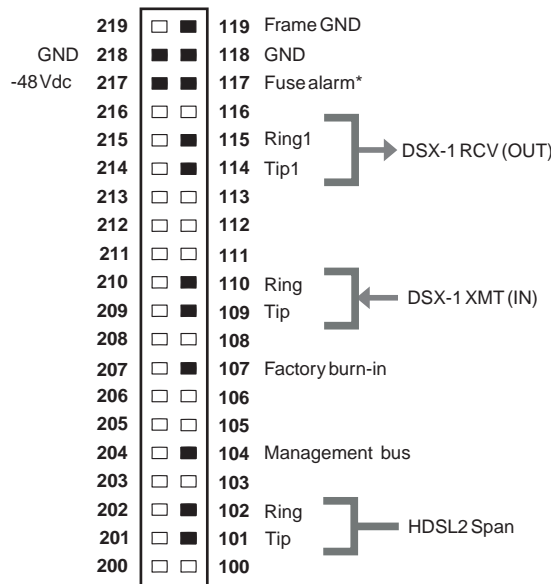 219 119 Frame GND
GND 218 118 GND
-48 Vdc 217 117 Fuse alarm*
216 116
215 115 Ring1
DSX-1 RCV (OUT)
214 114 Tip1
213 113
212 112
211 111
210 110 Ring
DSX-1 XMT (IN)
209 109 Tip
208 108
207 107 Factory burn-in
206 106
205 105
204 104 Management bus
203 103
202 102 Ring
HDSL2 Span
201 101 Tip
200 100